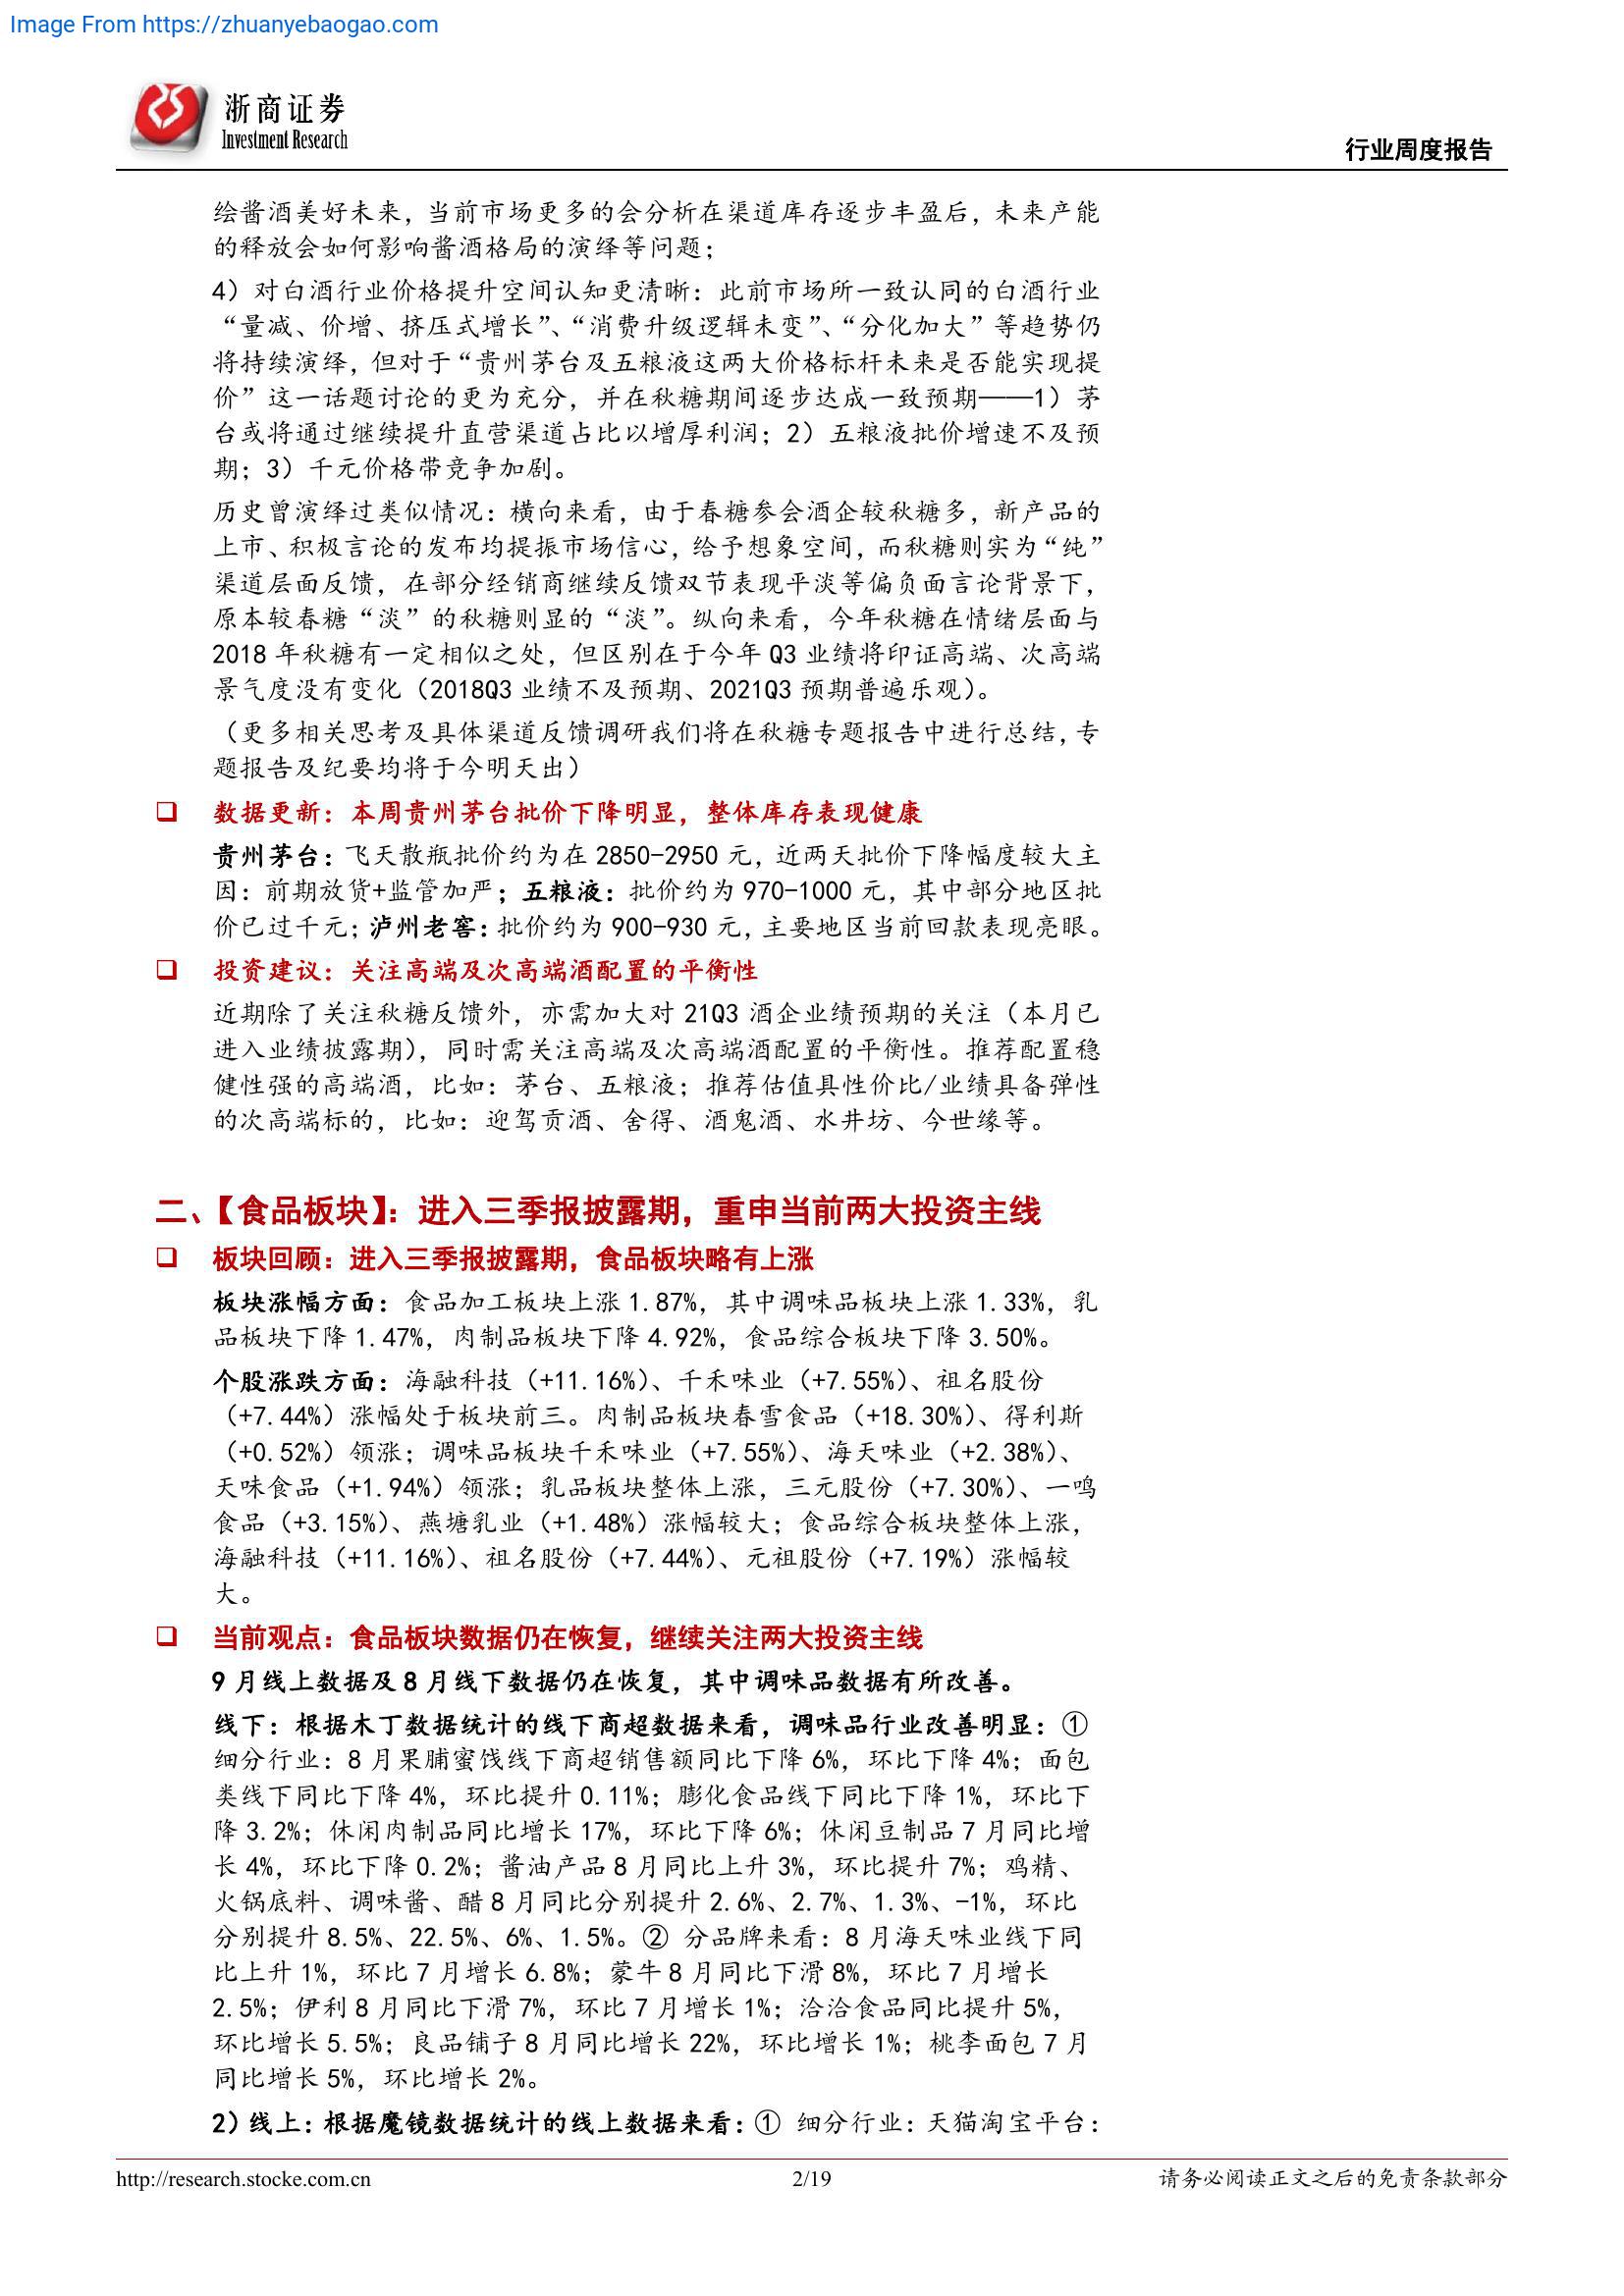 Image From https://zhuanyebaogao.com
浙商证券
Investment Research
行业周度报告
绘酱酒美好未来，当前市场更多的会分析在渠道库存逐步丰盈后，未来产能
的释放会如何影响酱酒格局的演绎等问题；
4）对白酒行业价格提升空间认知更清晰：此前市场所一致认同的白酒行业
“量减、价增、挤压式增长”、“消费升级逻辑未变”、“分化加大”等趋势仍
将持续演绎，但对于“贵州茅台及五粮液这两大价格标杆未来是否能实现提
价”这一话题讨论的更为充分，并在秋糖期间逐步达成一致预期——1）茅
台或将通过继续提升直营渠道占比以增厚利润；2）五粮液批价增速不及预
期；3）千元价格带竞争加剧。
历史曾演绎过类似情况：横向来看，由于春糖参会酒企较秋糖多，新产品的
上市、积极言论的发布均提振市场信心，给予想象空间，而秋糖则实为“纯”
渠道层面反馈，在部分经销商继续反馈双节表现平淡等偏负面言论背景下，
原本较春糖“淡”的秋糖则显的“淡”。纵向来看，今年秋糖在情绪层面与
2018 年秋糖有一定相似之处，但区别在于今年 Q3 业绩将印证高端、次高端
景气度没有变化（2018Q3 业绩不及预期、2021Q3 预期普遍乐观）。
（更多相关思考及具体渠道反馈调研我们将在秋糖专题报告中进行总结，专
题报告及纪要均将于今明天出）
❑ 数据更新：本周贵州茅台批价下降明显，整体库存表现健康
贵州茅台：飞天散瓶批价约为在 2850-2950 元，近两天批价下降幅度较大主
因：前期放货+监管加严；五粮液：批价约为 970-1000 元，其中部分地区批
价已过千元；泸州老窖：批价约为 900-930 元，主要地区当前回款表现亮眼。
❑ 投资建议：关注高端及次高端酒配置的平衡性
近期除了关注秋糖反馈外，亦需加大对 21Q3 酒企业绩预期的关注（本月已
进入业绩披露期），同时需关注高端及次高端酒配置的平衡性。推荐配置稳
健性强的高端酒，比如：茅台、五粮液；推荐估值具性价比/业绩具备弹性
的次高端标的，比如：迎驾贡酒、舍得、酒鬼酒、水井坊、今世缘等。
二、【食品板块】：进入三季报披露期，重申当前两大投资主线
❑ 板块回顾：进入三季报披露期，食品板块略有上涨
板块涨幅方面：食品加工板块上涨 1.87%，其中调味品板块上涨 1.33%，乳
品板块下降 1.47%，肉制品板块下降 4.92%，食品综合板块下降 3.50%。
个股涨跌方面：海融科技（+11.16%）、千禾味业（+7.55%）、祖名股份
（+7.44%）涨幅处于板块前三。肉制品板块春雪食品（+18.30%）、得利斯
（+0.52%）领涨；调味品板块千禾味业（+7.55%）、海天味业（+2.38%）、
天味食品（+1.94%）领涨；乳品板块整体上涨，三元股份（+7.30%）、一鸣
食品（+3.15%）、燕塘乳业（+1.48%）涨幅较大；食品综合板块整体上涨，
海融科技（+11.16%）、祖名股份（+7.44%）、元祖股份（+7.19%）涨幅较
大。
❑ 当前观点：食品板块数据仍在恢复，继续关注两大投资主线
9 月线上数据及 8 月线下数据仍在恢复，其中调味品数据有所改善。
线下：根据木丁数据统计的线下商超数据来看，调味品行业改善明显：①
细分行业：8 月果脯蜜饯线下商超销售额同比下降 6%，环比下降 4%；面包
类线下同比下降 4%，环比提升 0.11%；膨化食品线下同比下降 1%，环比下
降 3.2%；休闲肉制品同比增长 17%，环比下降 6%；休闲豆制品 7 月同比增
长 4%，环比下降 0.2%；酱油产品 8 月同比上升 3%，环比提升 7%；鸡精、
火锅底料、调味酱、醋 8 月同比分别提升 2.6%、2.7%、1.3%、-1%，环比
分别提升 8.5%、22.5%、6%、1.5%。② 分品牌来看：8 月海天味业线下同
比上升 1%，环比 7 月增长 6.8%；蒙牛 8 月同比下滑 8%，环比 7 月增长
2.5%；伊利 8 月同比下滑 7%，环比 7 月增长 1%；洽洽食品同比提升 5%，
环比增长 5.5%；良品铺子 8 月同比增长 22%，环比增长 1%；桃李面包 7 月
同比增长 5%，环比增长 2%。
2）线上：根据魔镜数据统计的线上数据来看：① 细分行业：天猫淘宝平台：
http://research.stocke.com.cn
2/19
请务必阅读正文之后的免责条款部分